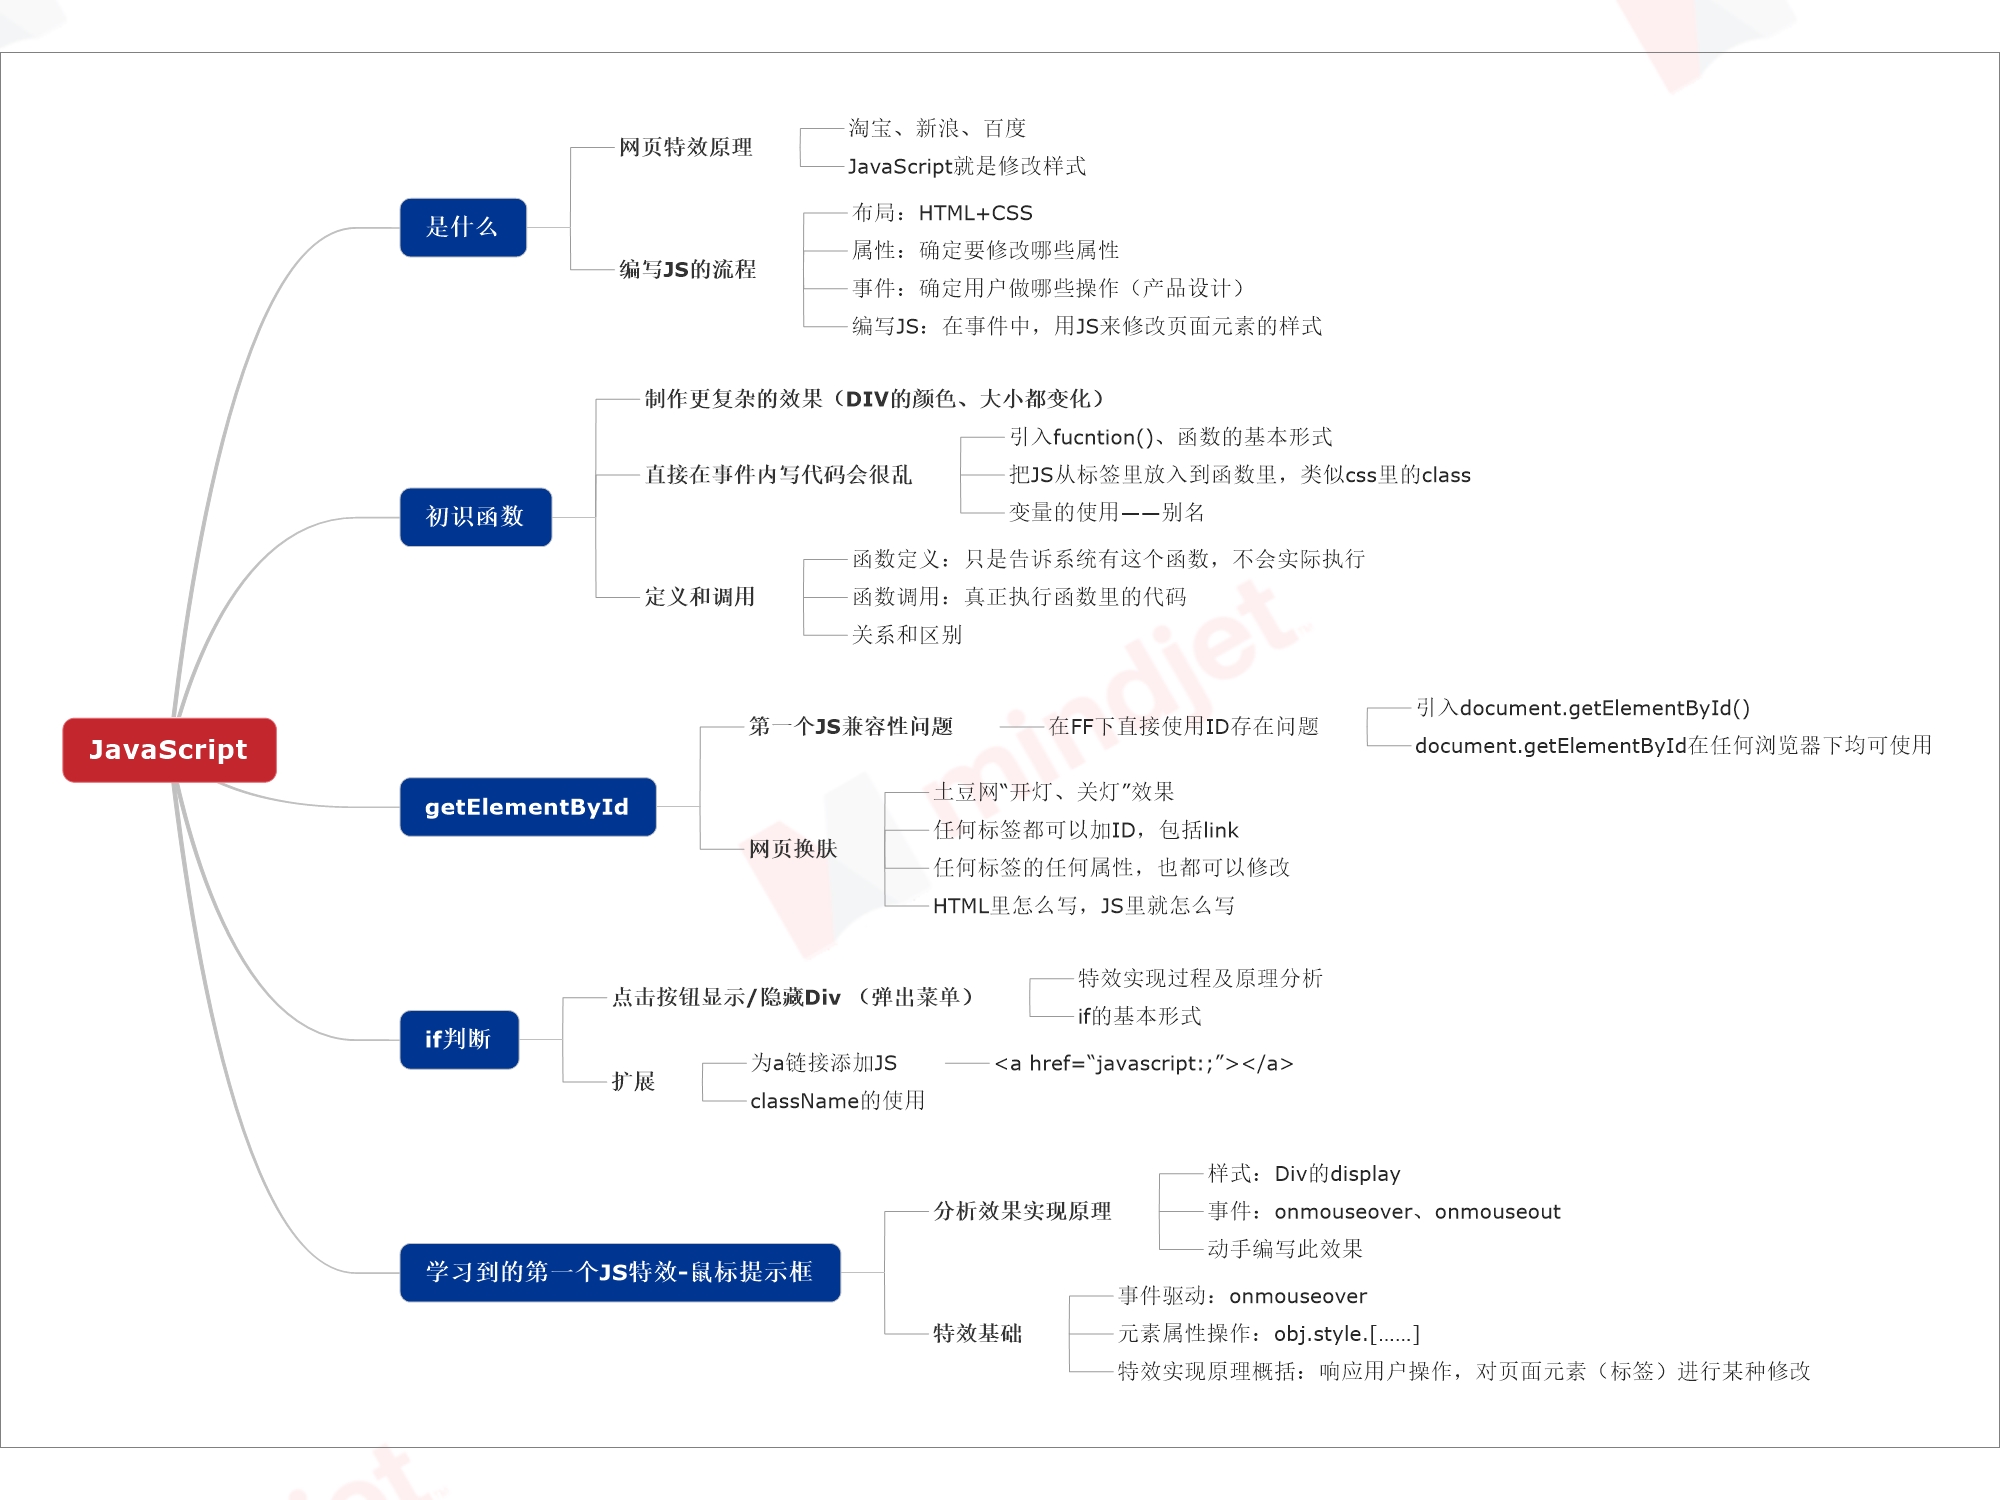 JavaScript
是什么
网页特效原理
淘宝、新浪、百度
JavaScript就是修改样式
编写JS的流程
布局：HTML+CSS
属性：确定要修改哪些属性
事件：确定用户做哪些操作（产品设计）
编写JS：在事件中，用JS来修改页面元素的样式
初识函数
制作更复杂的效果（DIV的颜色、大小都变化）
直接在事件内写代码会很乱
引入fucntion()、函数的基本形式
把JS从标签里放入到函数里，类似css里的class
变量的使用——别名
定义和调用
函数定义：只是告诉系统有这个函数，不会实际执行
函数调用：真正执行函数里的代码
关系和区别
getElementById
第一个JS兼容性问题
在FF下直接使用ID存在问题
引入document.getElementById()
document.getElementById在任何浏览器下均可使用
网页换肤
土豆网“开灯、关灯”效果
任何标签都可以加ID，包括link
任何标签的任何属性，也都可以修改
HTML里怎么写，JS里就怎么写
if判断
点击按钮显示/隐藏Div （弹出菜单）
特效实现过程及原理分析
if的基本形式
扩展
为a链接添加JS
<a href=“javascript:;”></a>
className的使用
学习到的第一个JS特效-鼠标提示框
分析效果实现原理
样式：Div的display
事件：onmouseover、onmouseout
动手编写此效果
特效基础
事件驱动：onmouseover
元素属性操作：obj.style.[……]
特效实现原理概括：响应用户操作，对页面元素（标签）进行某种修改
mindjet
jet